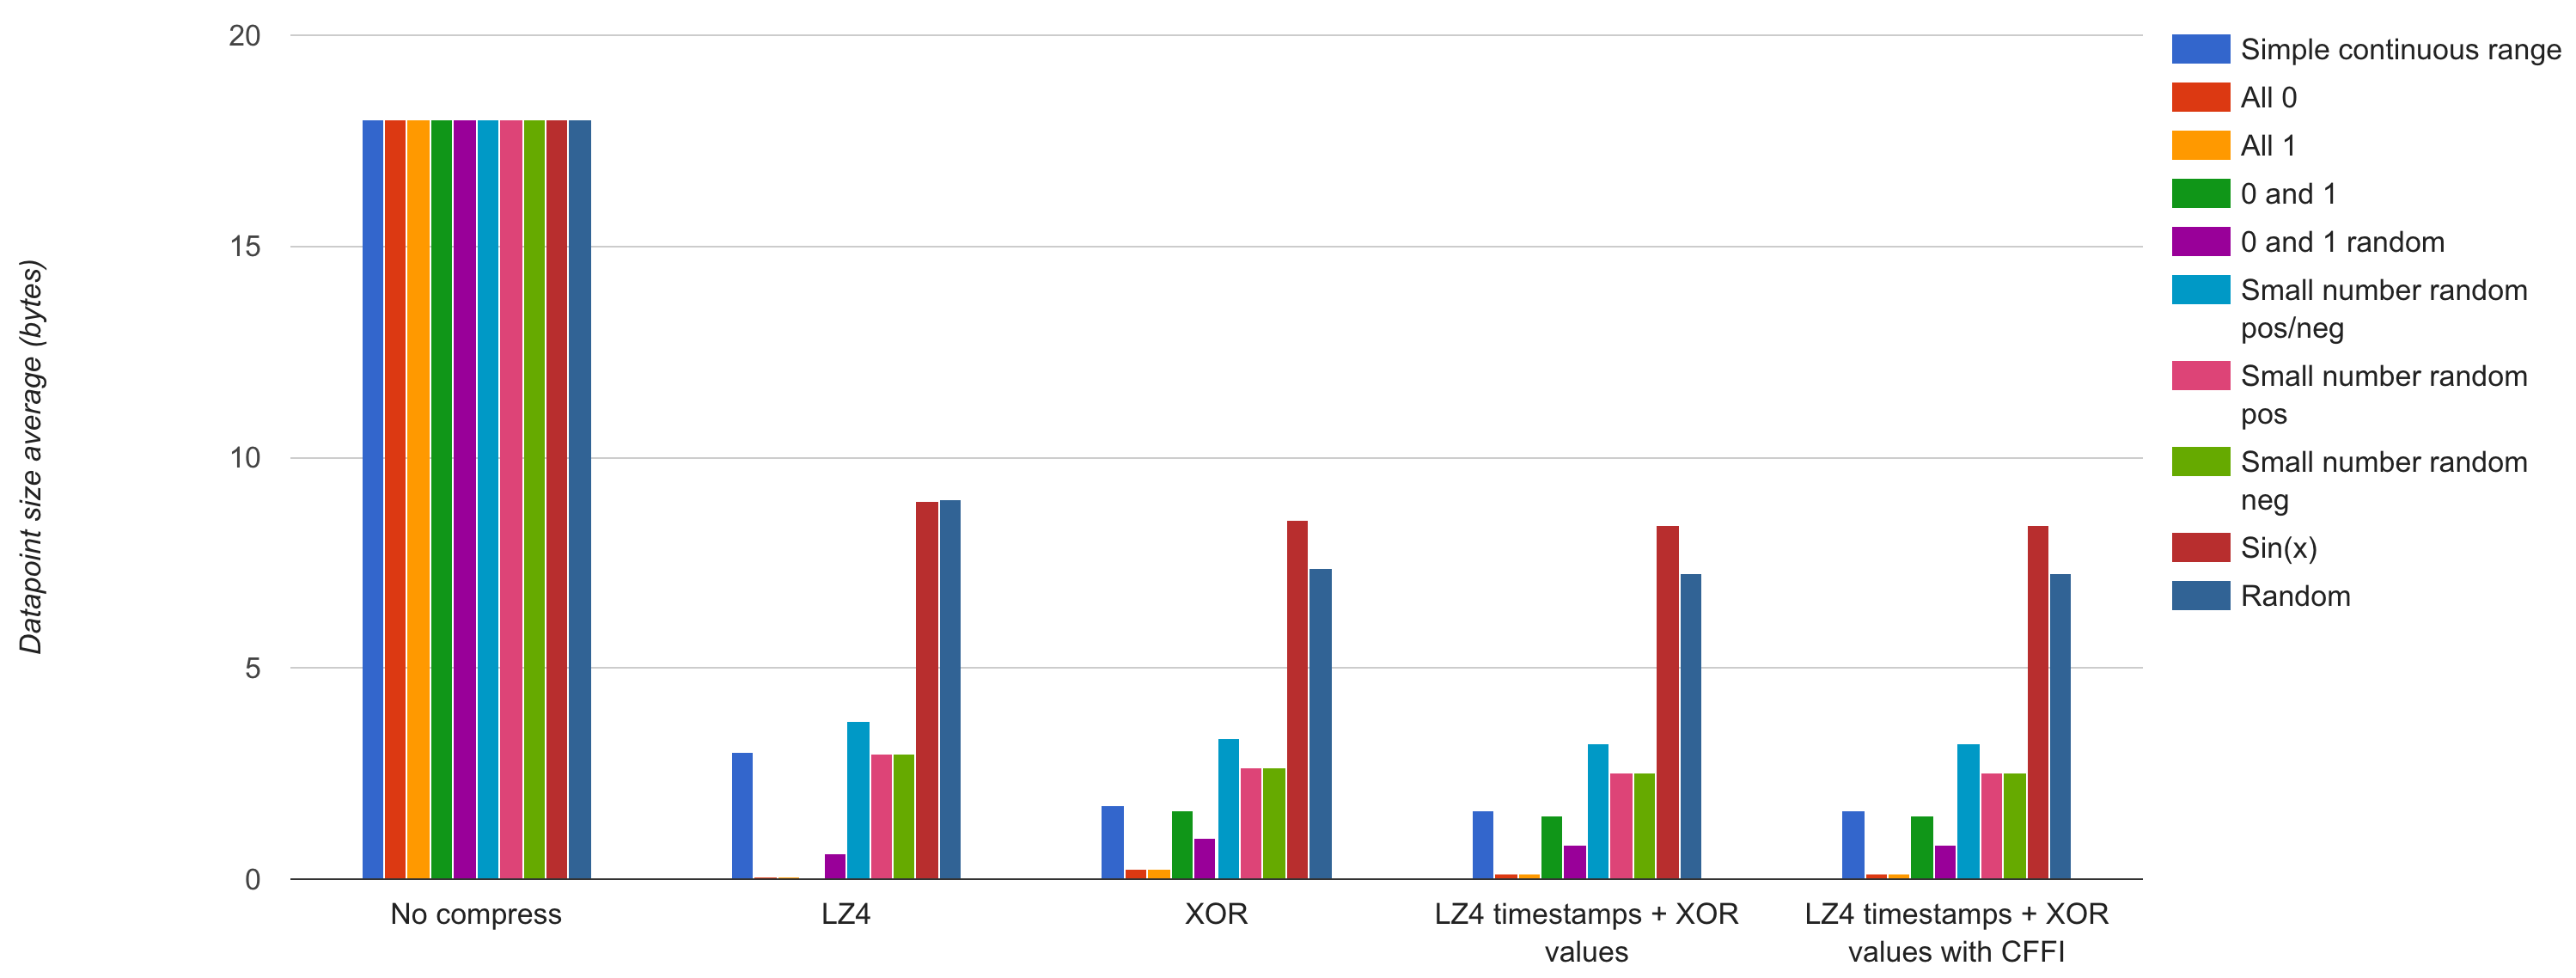 Datapoint size average (bytes)
20
15
10
5
0
No compress
LZ4
XOR
LZ4 timestamps + XOR
values
LZ4 timestamps + XOR
values with CFFI
Simple continuous range
All 0
All 1
0 and 1
0 and 1 random
Small number random
pos/neg
Small number random
pos
Small number random
neg
Sin(x)
Random